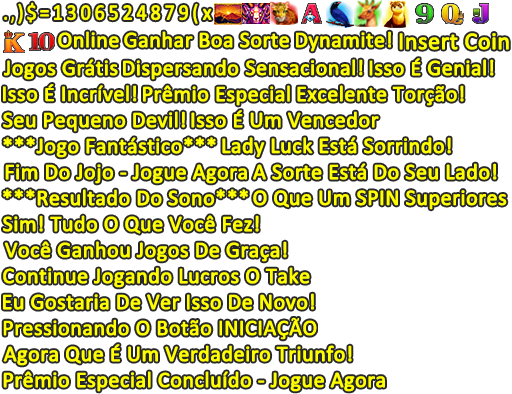 .,)$=1306524879(x A 9 Q J
K 10 Online Ganhar Boa Sorte Dynamite! Insert Coin
Jogos Grátis Dispersando Sensacional! Isso É Genial!
Isso É Incrível! Prêmio Especial Excelente Torção!
Seu Pequeno Devil! Isso É Um Vencedor
***Jogo Fantástico*** Lady Luck Está Sorrindo!
Fim Do Jojo - Jogue Agora A Sorte Está Do Seu Lado!
***Resultado Do Sono*** O Que Um SPIN Superiores
Sim! Tudo O Que Você Fez!
Você Ganhou Jogos De Graça!
Continue Jogando Lucros O Take
Eu Gostaria De Ver Isso De Novo!
Pressionando O Botão INICIAÇÃO
Agora Que É Um Verdadeiro Triunfo!
Prêmio Especial Concluído - Jogue Agora